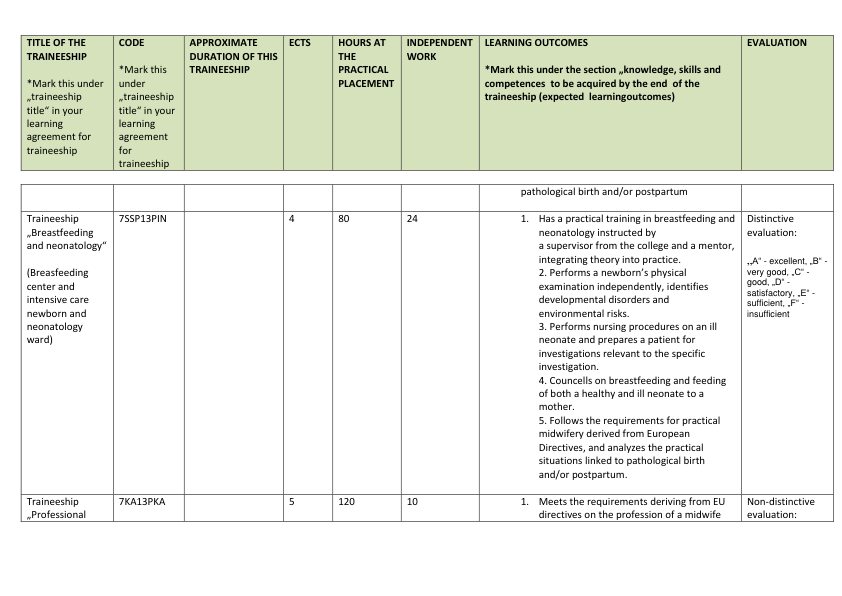 TITLE OF THE
TRAINEESHIP
*Mark this under
„traineeship
title“ in your
learning
agreement for
traineeship
CODE
*Mark this
under
„traineeship
title“ in your
learning
agreement
for
traineeship
APPROXIMATE
DURATION OF THIS
TRAINEESHIP
ECTS
HOURS AT
THE
PRACTICAL
PLACEMENT
INDEPENDENT
WORK
LEARNING OUTCOMES
*Mark this under the section „knowledge, skills and
competences  to be acquired by the end  of the
traineeship (expected  learningoutcomes)
EVALUATION
pathological birth and/or postpartum
Traineeship
„Breastfeeding
and neonatology“
(Breasfeeding
center and
intensive care
newborn and
neonatology
ward)
7SSP13PIN
4
80
24
1. Has a practical training in breastfeeding and
neonatology instructed by
a supervisor from the college and a mentor,
integrating theory into practice.
2. Performs a newborn’s physical
examination independently, identifies
developmental disorders and
environmental risks.
3. Performs nursing procedures on an ill
neonate and prepares a patient for
investigations relevant to the specific
investigation.
4. Councells on breastfeeding and feeding
of both a healthy and ill neonate to a
mother.
5. Follows the requirements for practical
midwifery derived from European
Directives, and analyzes the practical
situations linked to pathological birth
and/or postpartum.
Distinctive
evaluation:
„„A“ - excellent, „B“ -
very good, „C“ -
good, „D“ -
satisfactory, „E“ -
sufficient, „F“ -
insufficient
Traineeship
„Professional
7KA13PKA
5
120
10
1. Meets the requirements deriving from EU
directives on the profession of a midwife
Non-distinctive
evaluation: